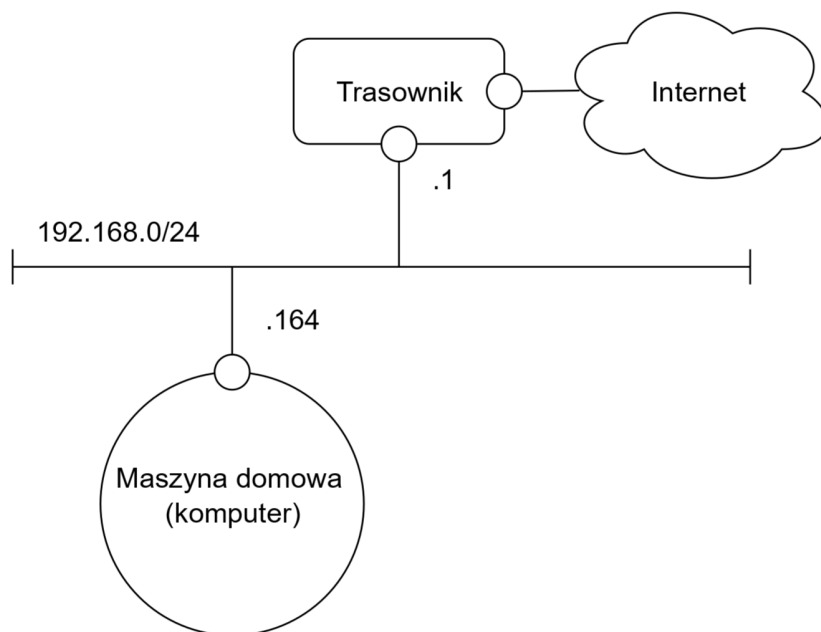 Trasownik
Internet
.1
192.168.0/24
.164
Maszyna domowa
(komputer)